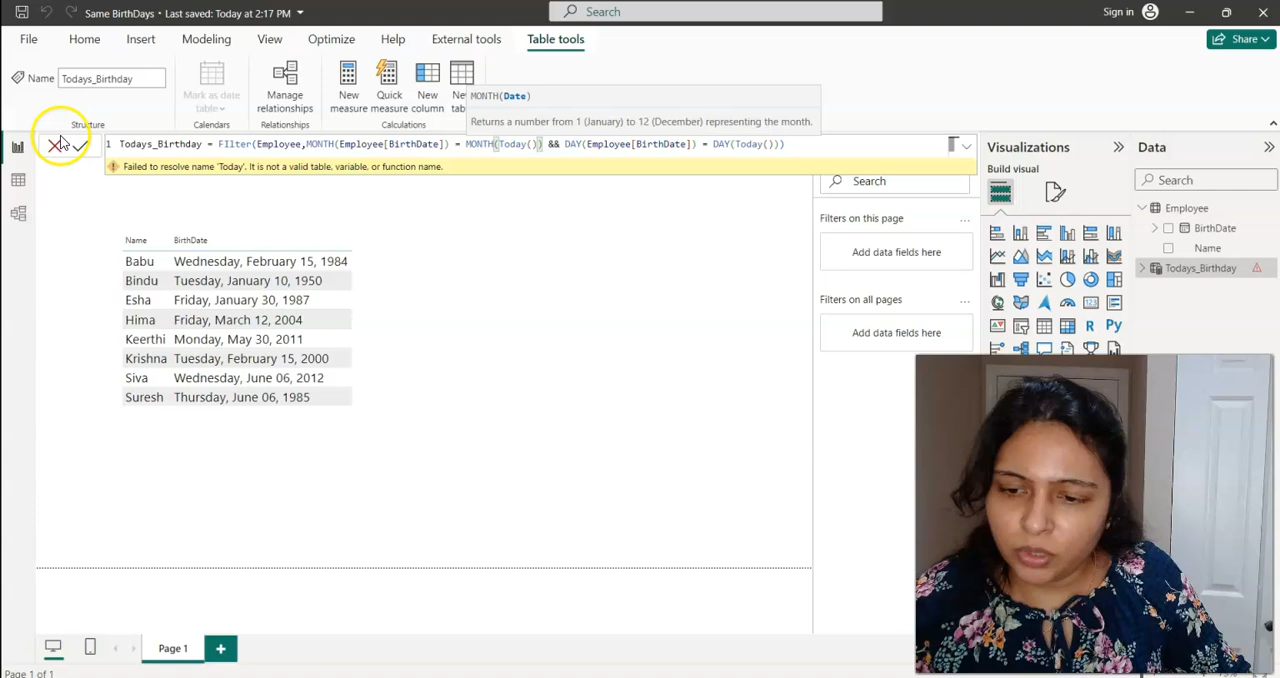 Same BirthDays • Last saved: Today at 2:17 PM
Search
Sign in
File
Home
Insert
Modeling
View
Optimize
Help
External tools
Table tools
Share
Name
Todays_Birthday
Mark as date table
Manage relationships
New measure
Quick measure
New column
New
Structure
Calendars
Relationships
Calculations
MONTH(Date)
Returns a number from 1 (January) to 12 (December) representing the month.
1 Todays_Birthday = FIlter(Employee,MONTH(Employee[BirthDate]) = MONTH(Today()) && DAY(Employee[BirthDate]) = DAY(Today()))
Failed to resolve name 'Today'. It is not a valid table, variable, or function name.
Name BirthDate
Babu Wednesday, February 15, 1984
Bindu Tuesday, January 10, 1950
Esha Friday, January 30, 1987
Hima Friday, March 12, 2004
Keerthi Monday, May 30, 2011
Krishna Tuesday, February 15, 2000
Siva Wednesday, June 06, 2012
Suresh Thursday, June 06, 1985
Search
Filters on this page
...
Add data fields here
Filters on all pages
...
Add data fields here
Visualizations
Build visual
123
R
Py
Data
Search
Employee
BirthDate
Name
Todays_Birthday
Page 1
Page 1 of 1